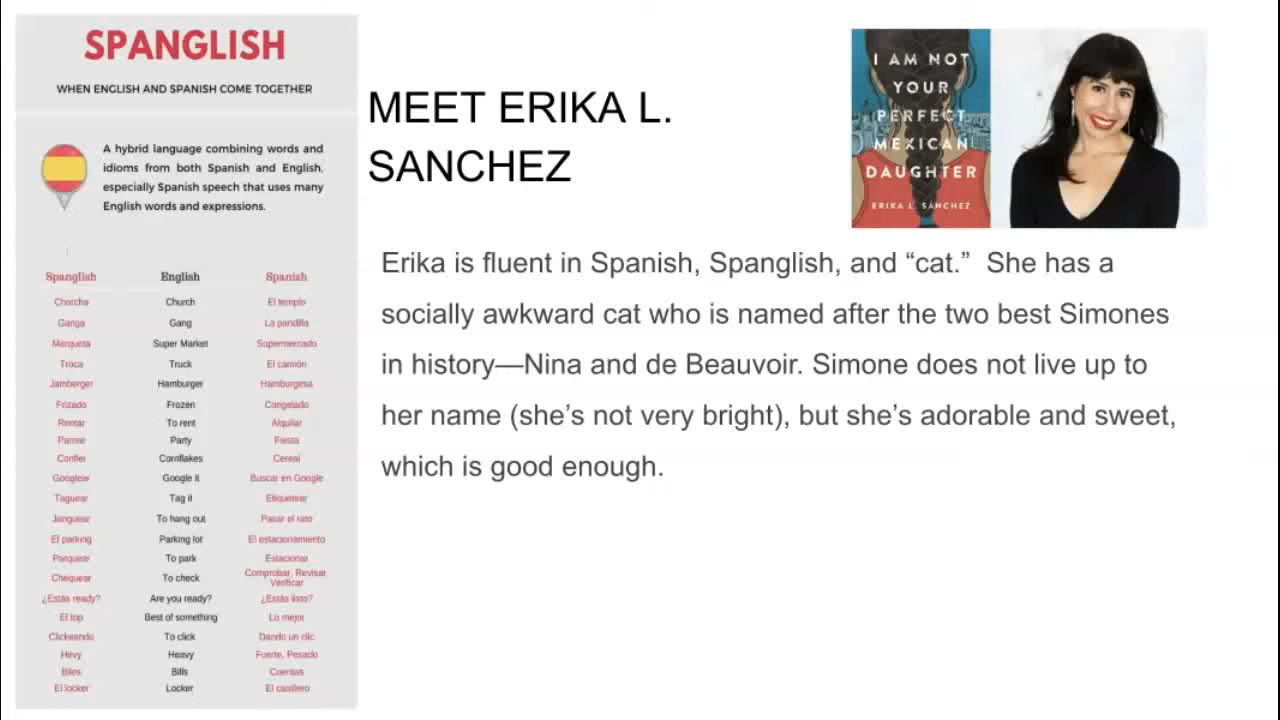 SPANGLISH
WHEN ENGLISH AND SPANISH COME TOGETHER
A hybrid language combining words and
idioms from both Spanish and English,
especially Spanish speech that uses many
English words and expressions.
Spanglish English Spanish
Chorcha Church El templo
Ganga Gang La pandilla
Marqueta Super Market Supermercado
Troca Truck El camión
Jamberger Hamburger Hamburgesa
Frizado Frozen Congelado
Rentar To rent Alquilar
Party Fiesta
Confler Cornflakes Cereal
Googlear Google it Buscar en Google
Taguear Tag it Etiquetear
Janguear To hang out Pasar el rato
El parking Parking lot El estacionamiento
Parquear To park Estacionar
Chequear To check Comprobar, Revisar,
Verificar
¿Estás ready? Are you ready? ¿Estás listo?
El top Best of something Lo mejor
Clickeando To click Dando un clic
Hevy Heavy Fuerte, Pesado
Biles Bills Cuentas
El locker Locker El casillero
MEET ERIKA L.
SANCHEZ
I AM NOT
YOUR
PERFECT
MEXICAN
DAUGHTER
ERIKA L. SÁNCHEZ
Erika is fluent in Spanish, Spanglish, and “cat.” She has a
socially awkward cat who is named after the two best Simones
in history—Nina and de Beauvoir. Simone does not live up to
her name (she’s not very bright), but she’s adorable and sweet,
which is good enough.